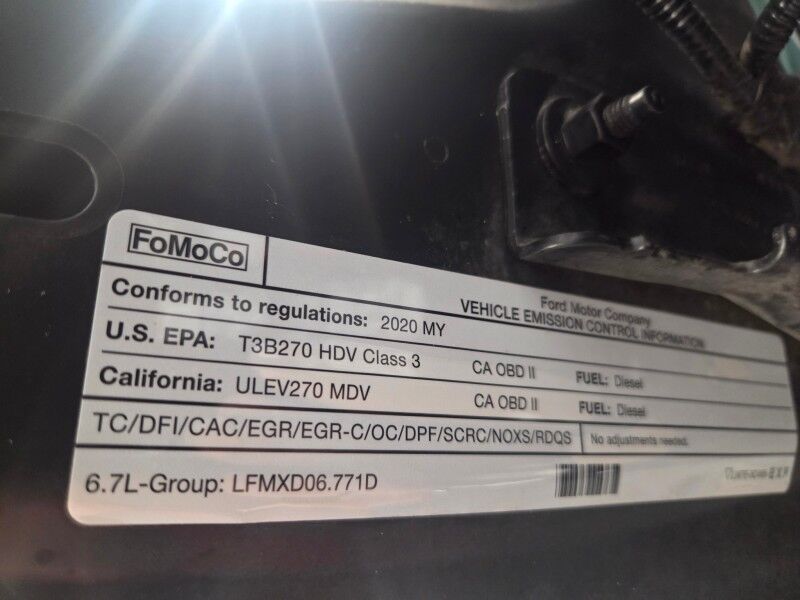 FoMoCo
Ford Motor Company
VEHICLE EMISSION CONTROL INFORMATION
Conforms to regulations: 2020 MY
U.S. EPA: T3B270 HDV Class 3 CA OBD II FUEL: Diesel
California: ULEV270 MDV CA OBD II FUEL: Diesel
TC/DFI/CAC/EGR/EGR-C/OC/DPF/SCRC/NOXS/RDQS No adjustments needed.
6.7L-Group: LFMXD06.771D